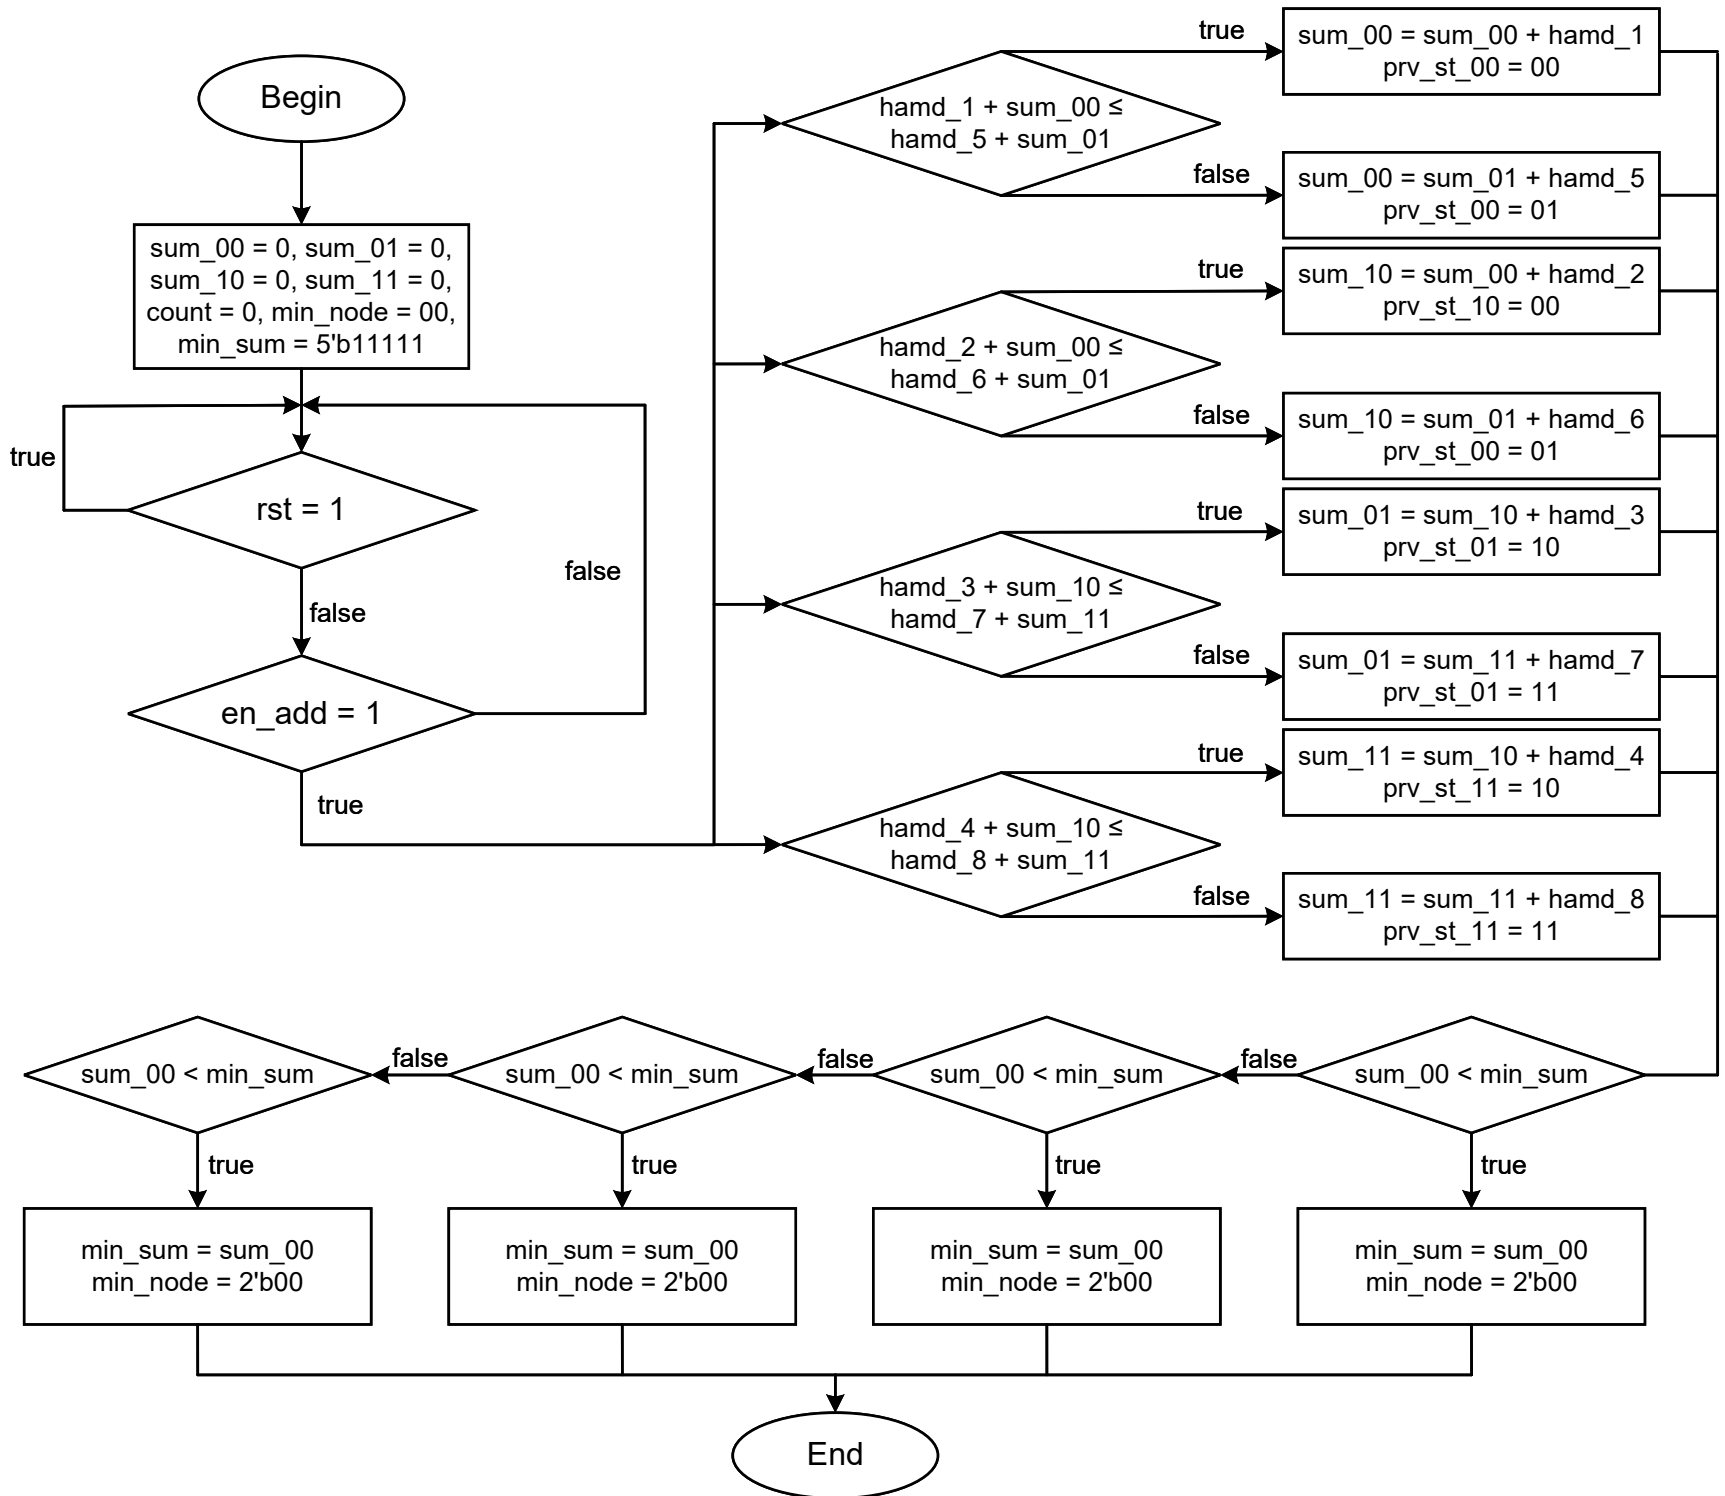 Begin
sum_00 = 0, sum_01 = 0,
sum_10 = 0, sum_11 = 0,
count = 0, min_node = 00,
min_sum = 5'b11111
true
rst = 1
false
false
en_add = 1
true
hamd_1 + sum_00 ≤
hamd_5 + sum_01
true
sum_00 = sum_00 + hamd_1
prv_st_00 = 00
false
sum_00 = sum_01 + hamd_5
prv_st_00 = 01
hamd_2 + sum_00 ≤
hamd_6 + sum_01
true
sum_10 = sum_00 + hamd_2
prv_st_10 = 00
false
sum_10 = sum_01 + hamd_6
prv_st_00 = 01
hamd_3 + sum_10 ≤
hamd_7 + sum_11
true
sum_01 = sum_10 + hamd_3
prv_st_01 = 10
false
sum_01 = sum_11 + hamd_7
prv_st_01 = 11
hamd_4 + sum_10 ≤
hamd_8 + sum_11
true
sum_11 = sum_10 + hamd_4
prv_st_11 = 10
false
sum_11 = sum_11 + hamd_8
prv_st_11 = 11
sum_00 < min_sum
false
sum_00 < min_sum
false
sum_00 < min_sum
false
sum_00 < min_sum
true
true
true
true
min_sum = sum_00
min_node = 2'b00
min_sum = sum_00
min_node = 2'b00
min_sum = sum_00
min_node = 2'b00
min_sum = sum_00
min_node = 2'b00
End